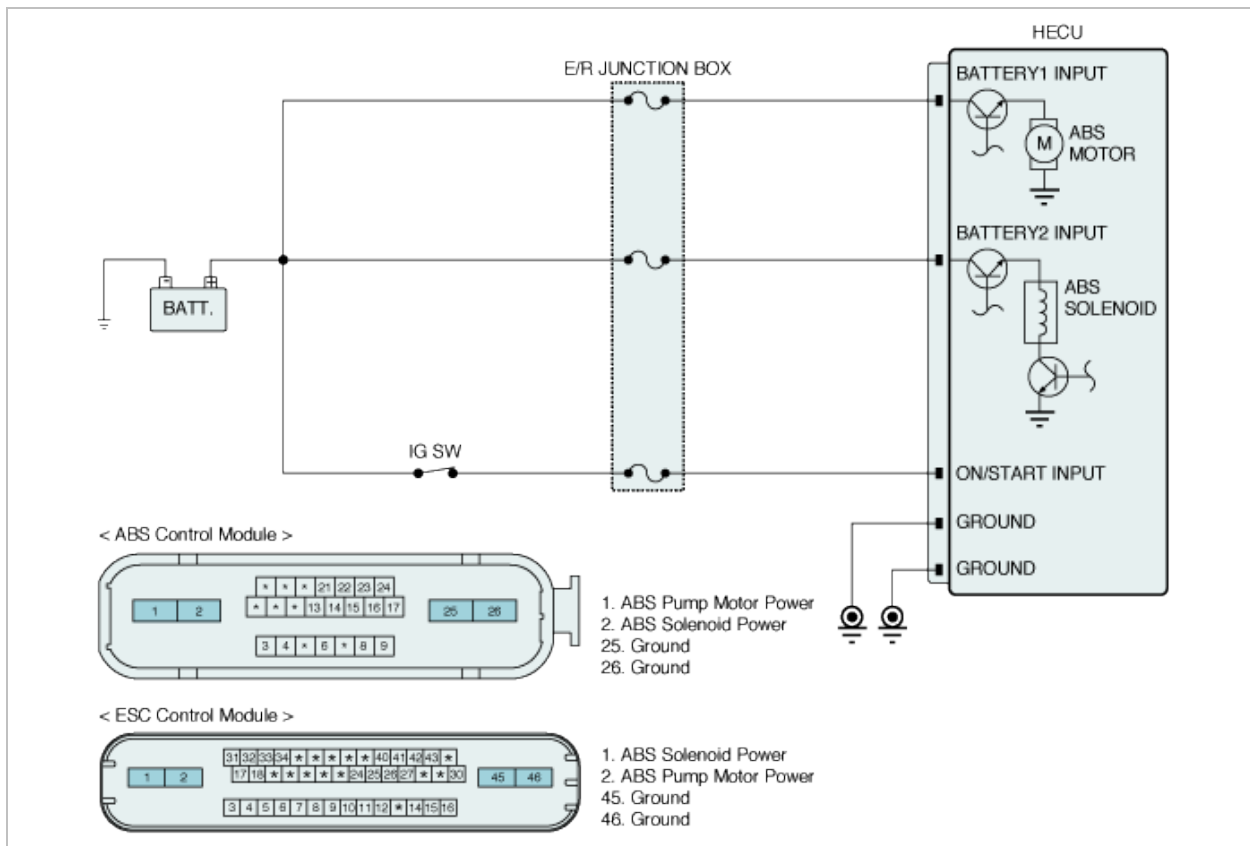 HECU
E/R JUNCTION BOX
BATTERY1 INPUT
ABS
MOTOR
M
BATTERY2 INPUT
ABS
SOLENOID
- +
BATT.
IG SW
ON/START INPUT
GROUND
GROUND
< ABS Control Module >
* * * 21 22 23 24
1 2 * * * 13 14 15 16 17 25 26
3 4 * 6 * 8 9
1. ABS Pump Motor Power
2. ABS Solenoid Power
25. Ground
26. Ground
< ESC Control Module >
31 32 33 34 * * * * * 40 41 42 43 *
1 2 17 18 * * * * * 24 25 26 27 * * 30 45 46
3 4 5 6 7 8 9 10 11 12 * 14 15 16
1. ABS Solenoid Power
2. ABS Pump Motor Power
45. Ground
46. Ground